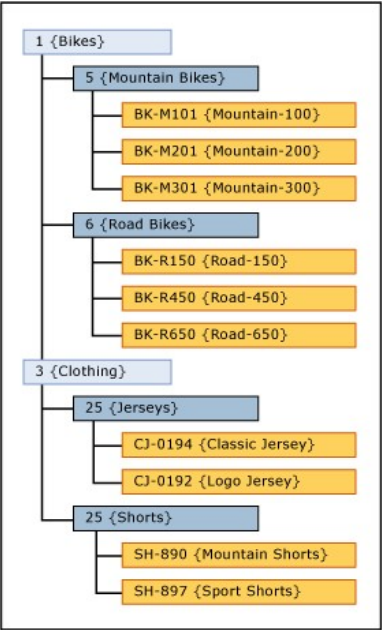 1 {Bikes}
5 {Mountain Bikes}
BK-M101 {Mountain-100}
BK-M201 {Mountain-200}
BK-M301 {Mountain-300}
6 {Road Bikes}
BK-R150 {Road-150}
BK-R450 {Road-450}
BK-R650 {Road-650}
3 {Clothing}
25 {Jerseys}
CJ-0194 {Classic Jersey}
CJ-0192 {Logo Jersey}
25 {Shorts}
SH-890 {Mountain Shorts}
SH-897 {Sport Shorts}